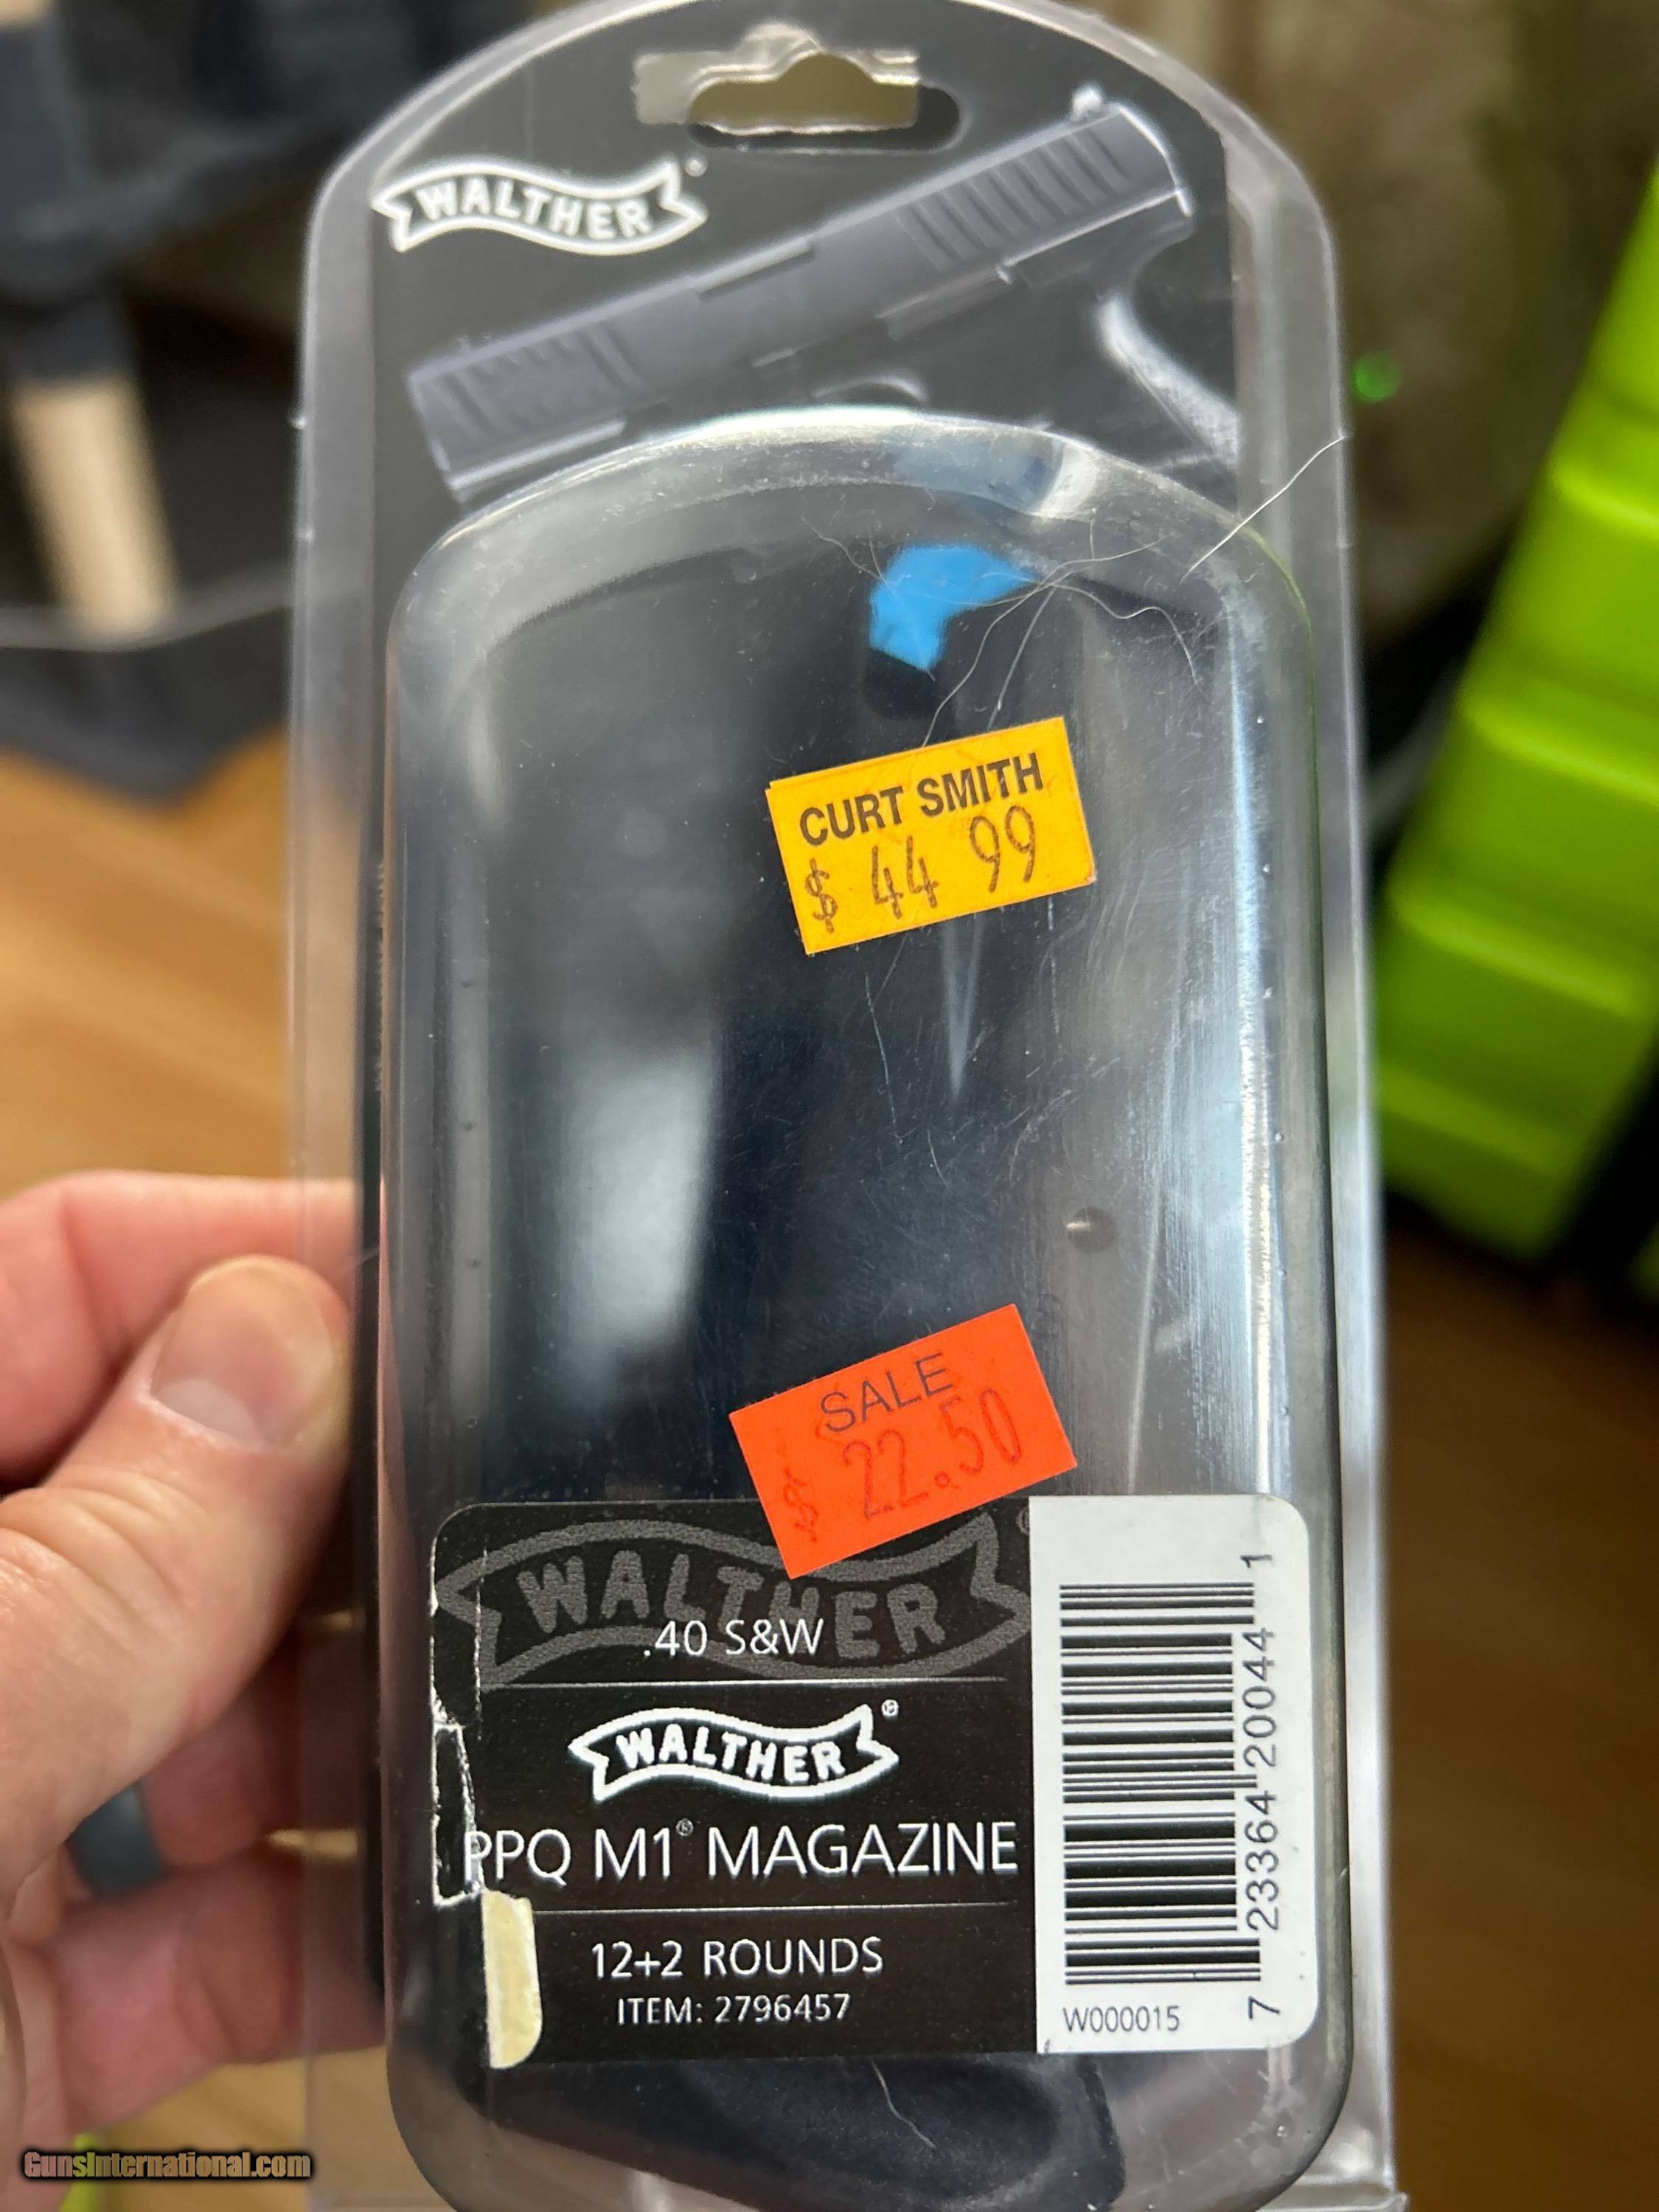 WALTHER
CURT SMITH
$ 44 99
SALE
$ 22.50
WALTHER
.40 S&W
WALTHER®
PPQ M1® MAGAZINE
12+2 ROUNDS
ITEM: 2796457
W000015
7 23364 20044 1
GunsInternational.com